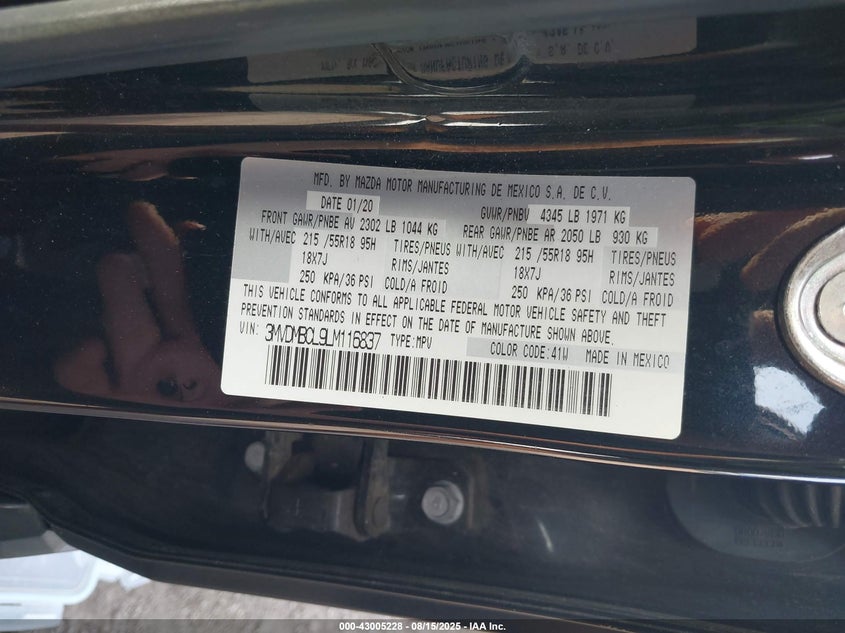 MFD. BY MAZDA MOTOR MANUFACTURING DE MEXICO S.A. DE C.V.
DATE 01/20 GVWR/PNBV 4345 LB 1971 KG
FRONT GAWR/PNBE AV 2302 LB 1044 KG REAR GAWR/PNBE AR 2050 LB 930 KG
WITH/AVEC 215 /55R18 95H TIRES/PNEUS WITH/AVEC 215 /55R18 95H TIRES/PNEUS
18X7J RIMS/JANTES 18X7J RIMS/JANTES
250 KPA/36 PSI COLD/A FROID 250 KPA/36 PSI COLD/A FROID
THIS VEHICLE CONFORMS TO ALL APPLICABLE FEDERAL MOTOR VEHICLE SAFETY AND THEFT
PREVENTION STANDARDS IN EFFECT ON THE DATE OF MANUFACTURE SHOWN ABOVE.
VIN: 3MVDMBCL9LM116837 TYPE:MPV COLOR CODE:41W MADE IN MEXICO
000-43005228 - 08/15/2025 - IAA Inc.